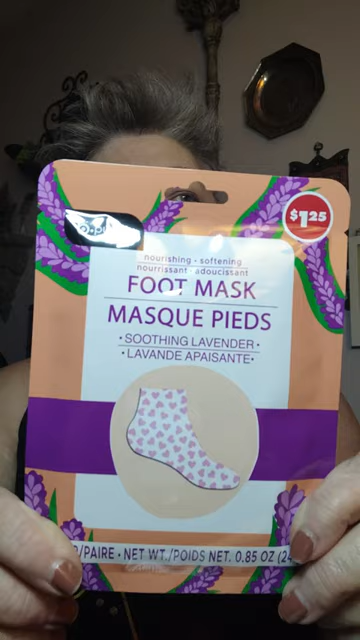 $1.25
nourishing - softening
nourrissant - adoucissant
FOOT MASK
MASQUE PIEDS
• SOOTHING LAVENDER •
• LAVANDE APAISANTE •
/PAIRE • NET WT./POIDS NET. 0.85 OZ (24